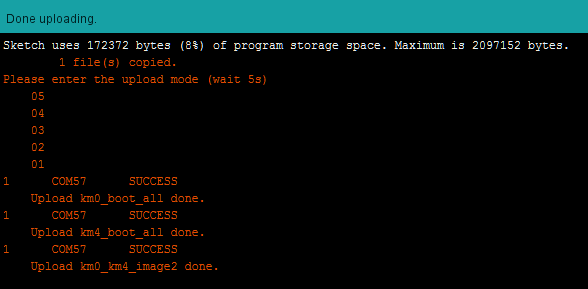 Done uploading.
Sketch uses 172372 bytes (8%) of program storage space. Maximum is 2097152 bytes.
1 file(s) copied.
Please enter the upload mode (wait 5s)
05
04
03
02
01
1 COM57 SUCCESS
Upload km0_boot_all done.
1 COM57 SUCCESS
Upload km4_boot_all done.
1 COM57 SUCCESS
Upload km0_km4_image2 done.